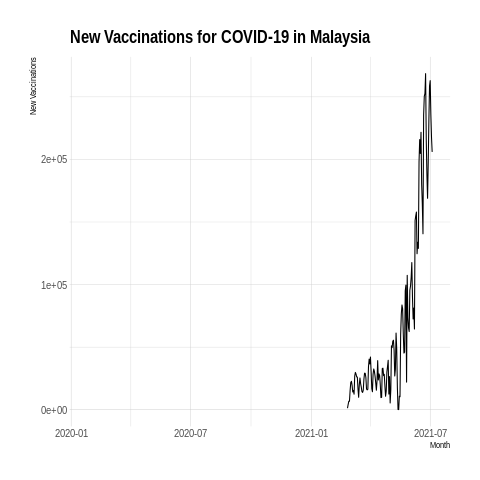 New Vaccinations for COVID-19 in Malaysia
New Vaccinations
2e+05
1e+05
0e+00
2020-01 2020-07 2021-01 2021-07
Month